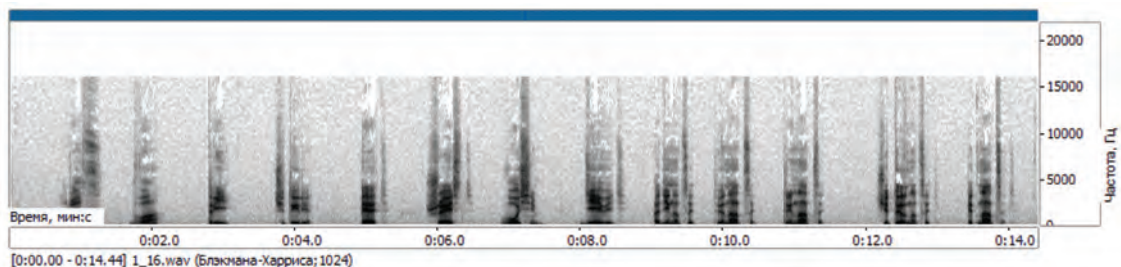 20000
15000
10000
5000
0
Частота, Гц
Время, мин:с
0:02.0 0:04.0 0:06.0 0:08.0 0:10.0 0:12.0 0:14.0
[0:00.00 - 0:14.44] 1_16.wav (Блэкмана-Харриса;1024)